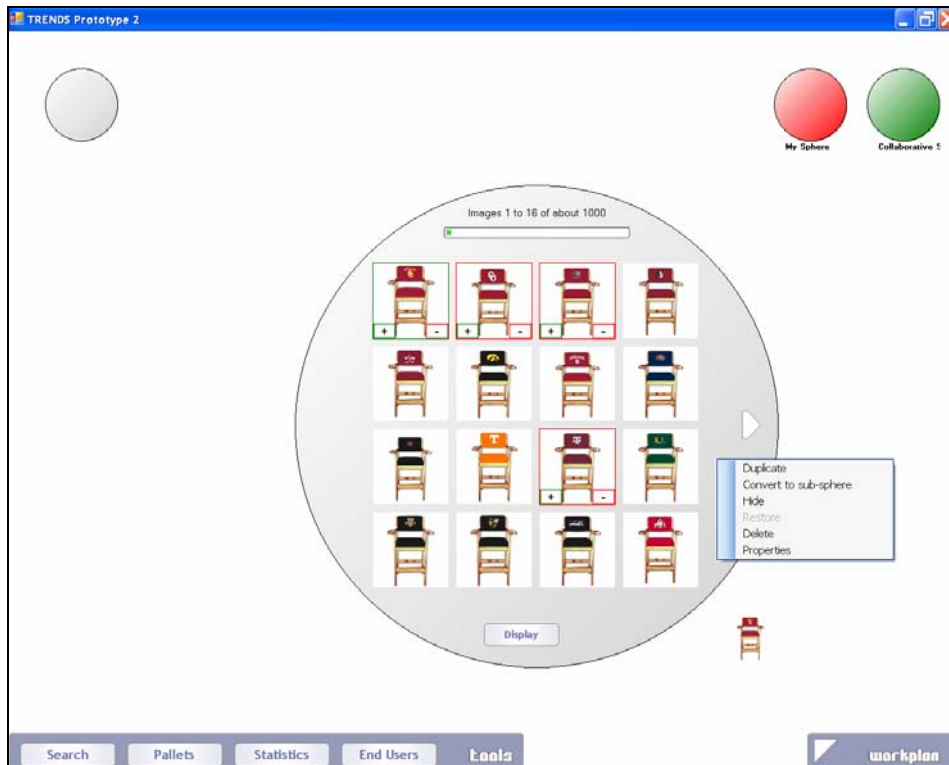 TRENDS Prototype 2
My Sphere
Collaborative S
Images 1 to 16 of about 1000
+ - + - + -
T
+ -
Duplicate
Convert to sub-sphere
Hide
Restore
Delete
Properties
Display
Search Pallets Statistics End Users tools workplan